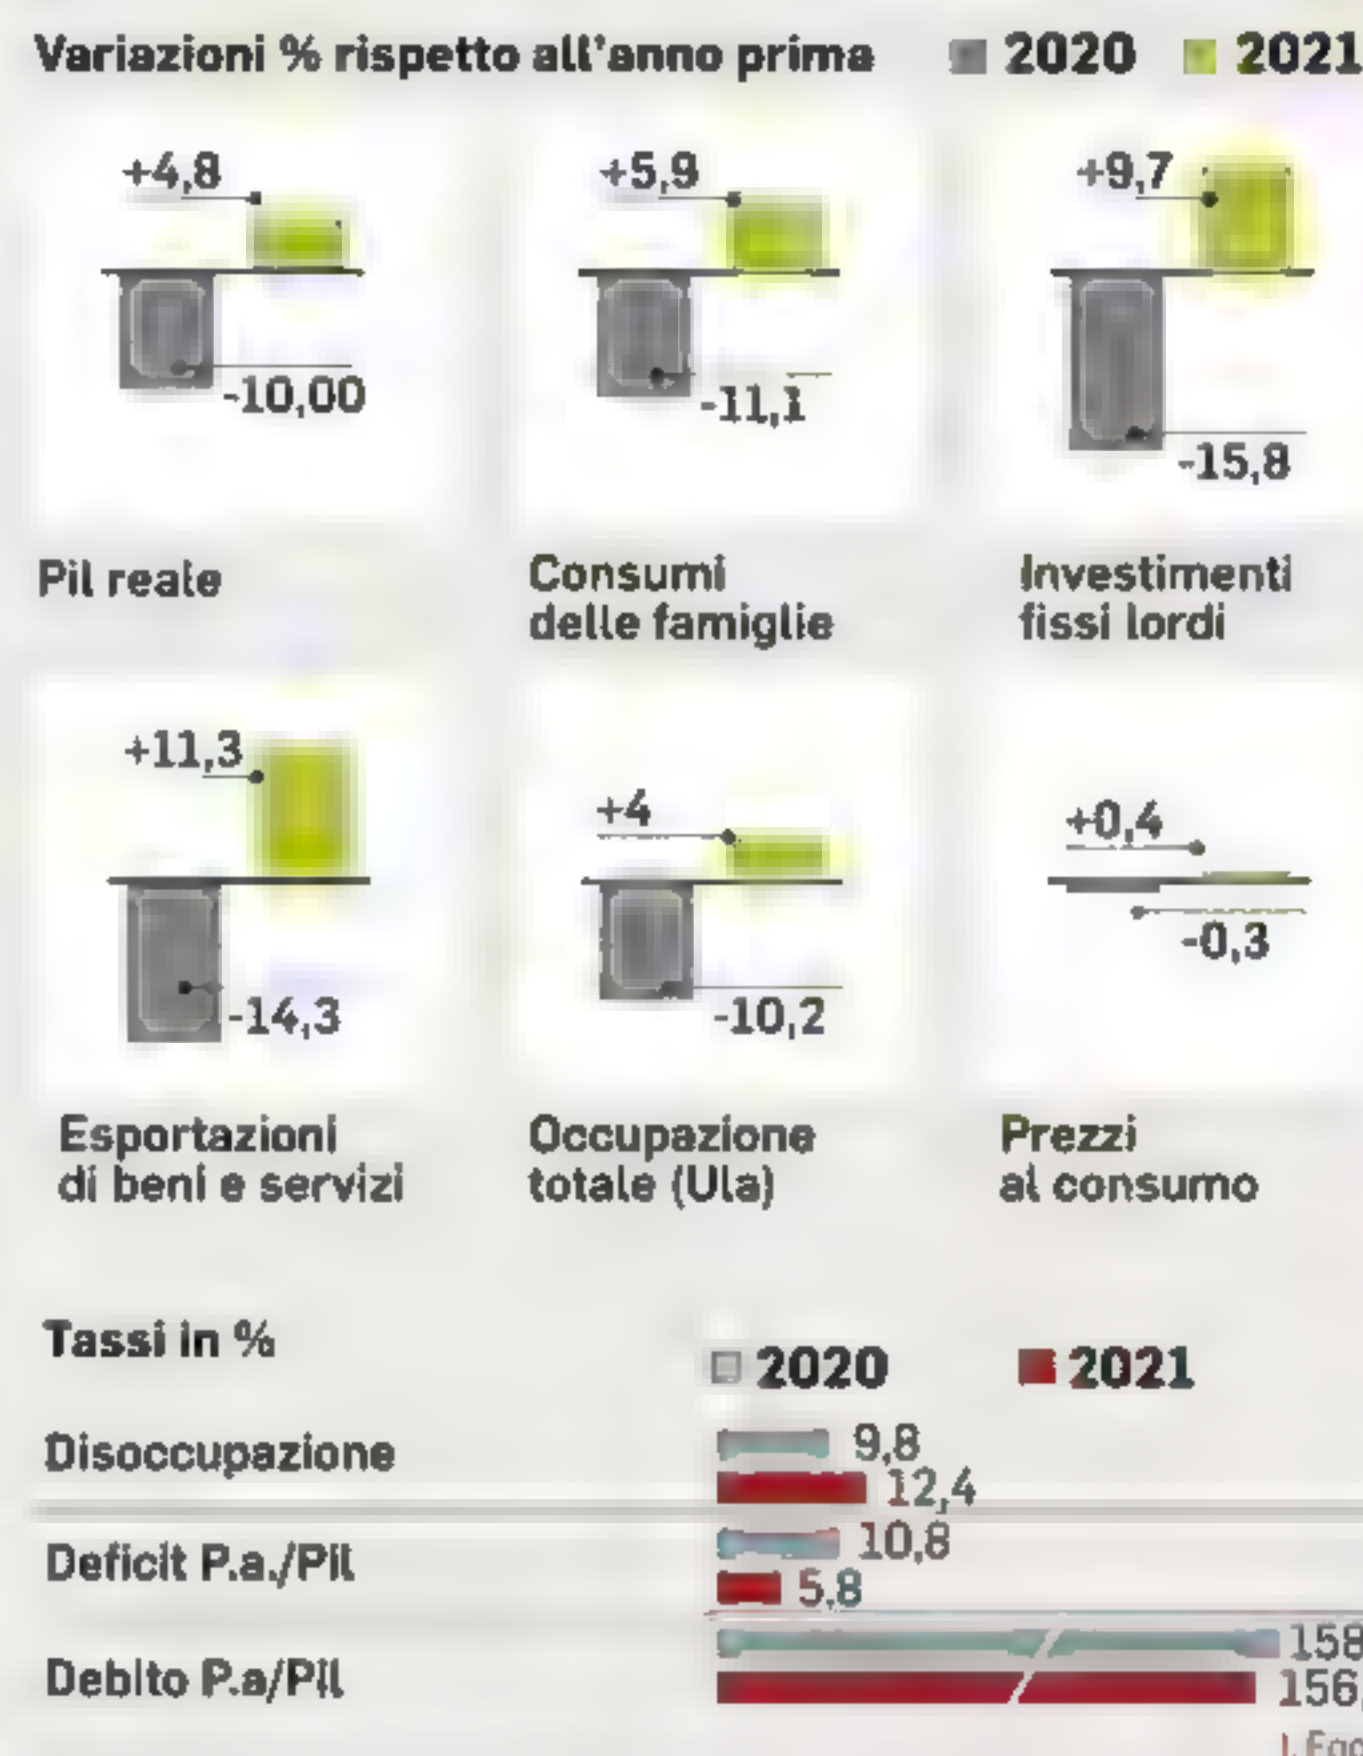 Variazioni % rispetto all'anno prima 2020 2021
+4,8
-10,00
Pil reale
+5,9
-11,1
Consumi
delle famiglie
+9,7
-15,8
Investimenti
fissi lordi
+11,3
-14,3
Esportazioni
di beni e servizi
+4
-10,2
Occupazione
totale (Ula)
+0,4
-0,3
Prezzi
al consumo
Tassi in %
2020 2021
Disoccupazione
9,8
12,4
Deficit P.a./Pil
10,8
5,8
Debito P.a/Pil
158
156,